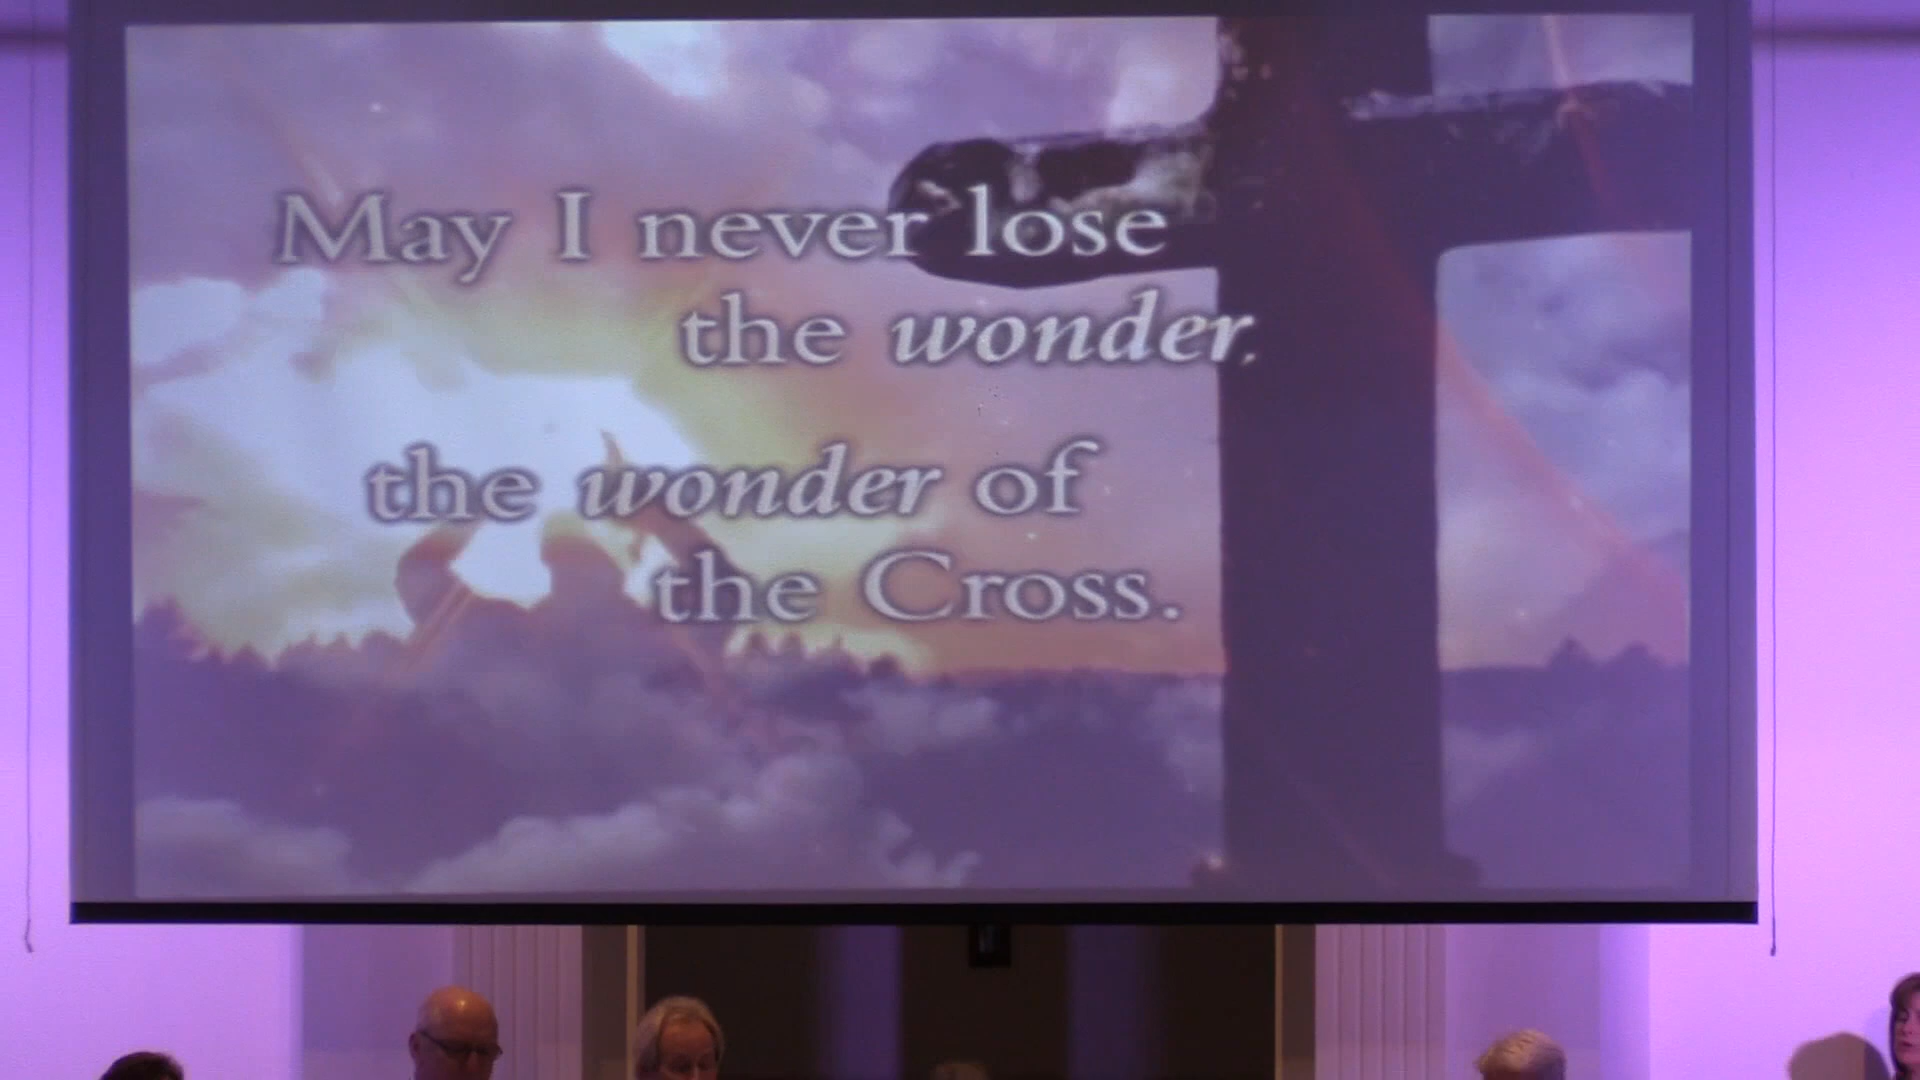 May I never lose
the wonder,
the wonder of
the Cross.